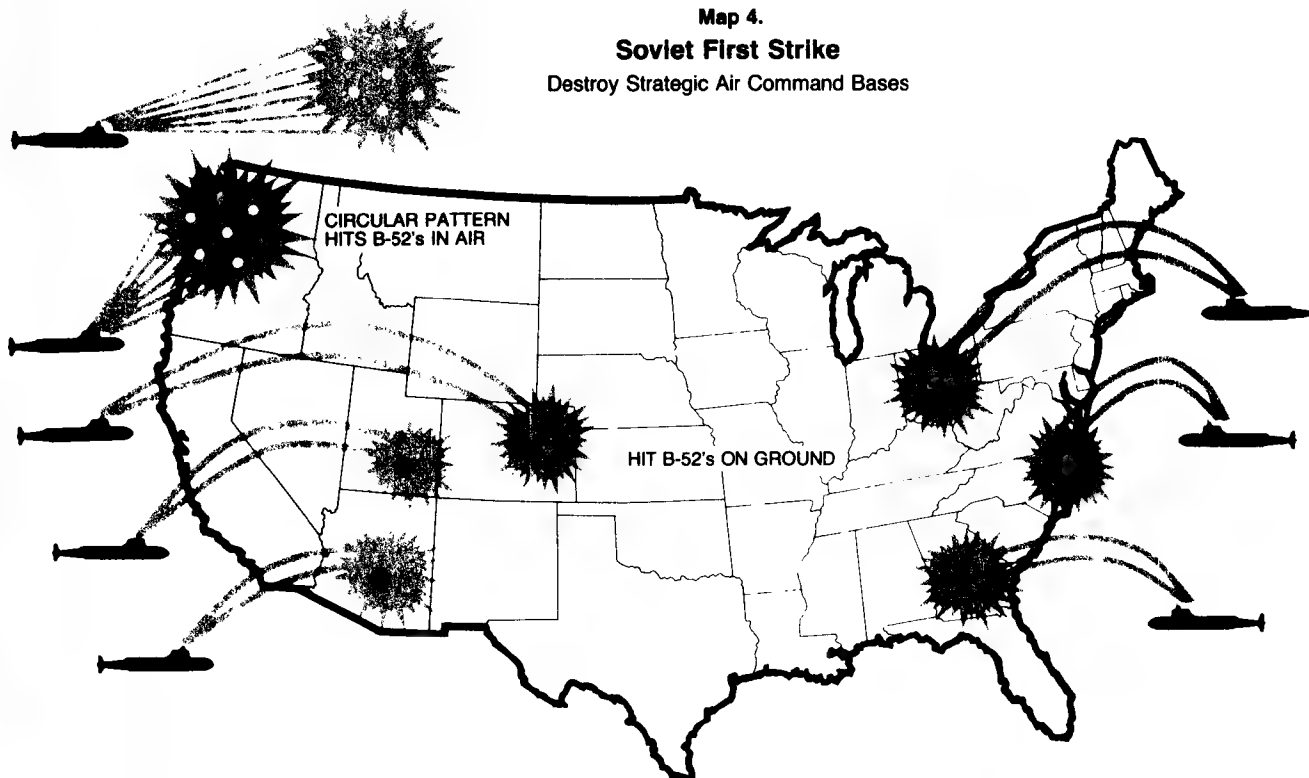 Map 4.
Soviet First Strike
Destroy Strategic Air Command Bases
CIRCULAR PATTERN
HITS B-52's IN AIR
HIT B-52's ON GROUND